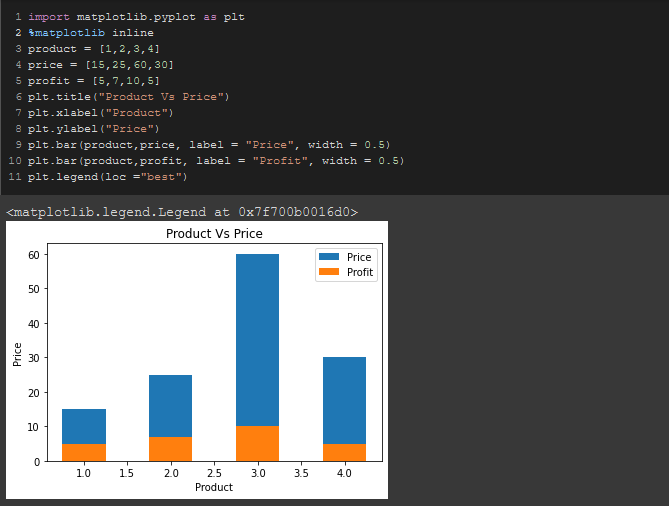 1 import matplotlib.pyplot as plt
2 %matplotlib inline
3 product = [1,2,3,4]
4 price = [15,25,60,30]
5 profit = [5,7,10,5]
6 plt.title("Product Vs Price")
7 plt.xlabel("Product")
8 plt.ylabel("Price")
9 plt.bar(product,price, label = "Price", width = 0.5)
10 plt.bar(product,profit, label = "Profit", width = 0.5)
11 plt.legend(loc ="best")
<matplotlib.legend.Legend at 0x7f700b0016d0>
Product Vs Price
Price
Profit
60
50
40
30
20
10
0
Price
1.0 1.5 2.0 2.5 3.0 3.5 4.0
Product